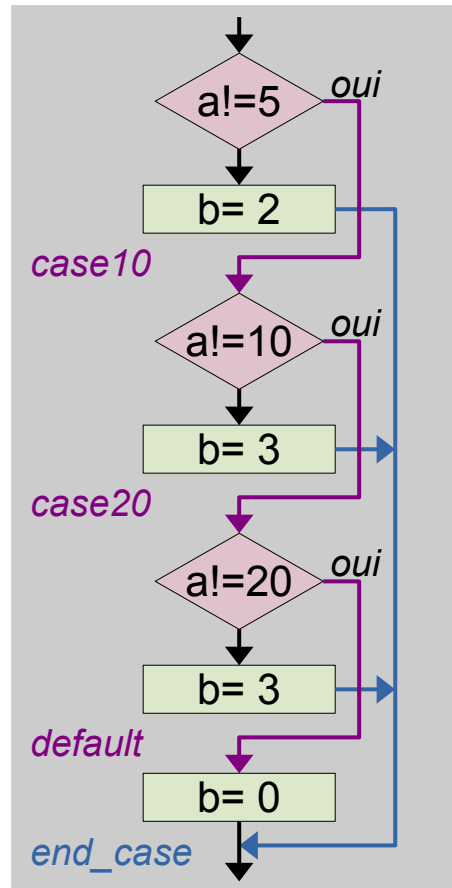 oui
a!=5
b= 2
case10
oui
a!=10
b= 3
case20
oui
a!=20
b= 3
default
b= 0
end_case